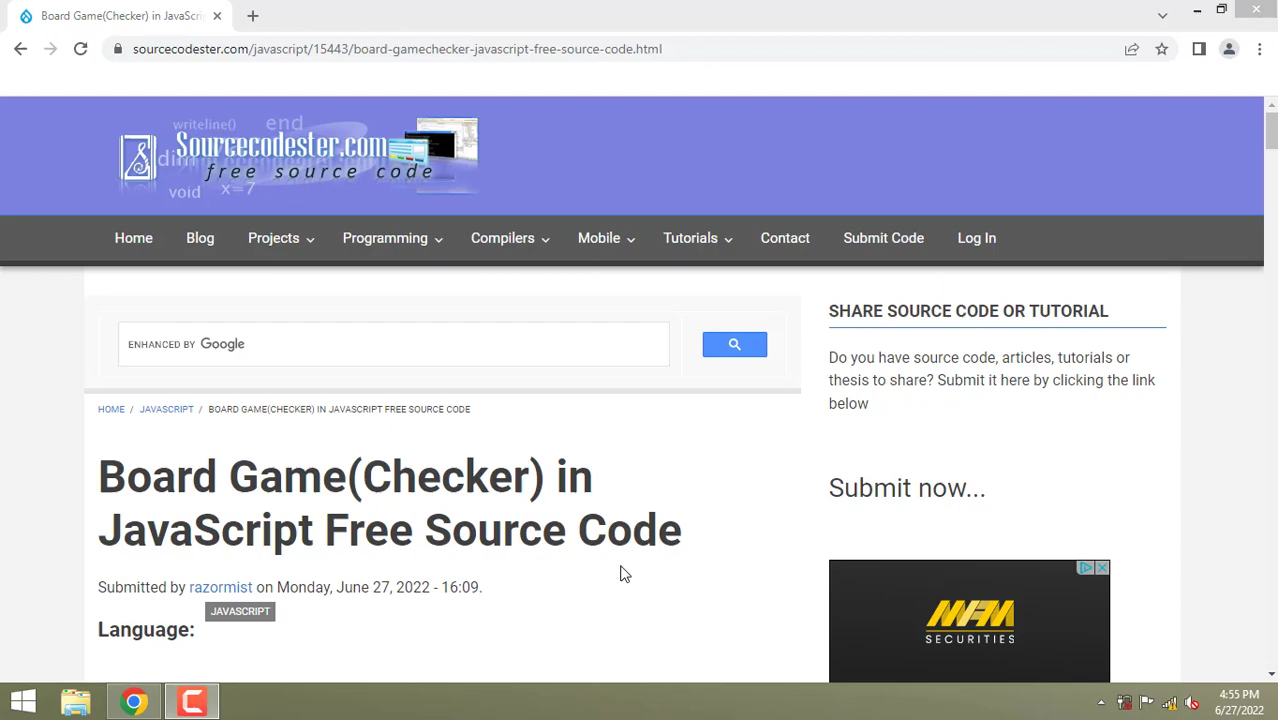 Board Game(Checker) in JavaScri
sourcecodester.com/javascript/15443/board-gamechecker-javascript-free-source-code.html
writeline() end
Sourcecodester.com
dim
free source code
void x=7
Home Blog Projects Programming Compilers Mobile Tutorials Contact Submit Code Log In
ENHANCED BY Google
HOME / JAVASCRIPT / BOARD GAME(CHECKER) IN JAVASCRIPT FREE SOURCE CODE
Board Game(Checker) in
JavaScript Free Source Code
Submitted by razormist on Monday, June 27, 2022 - 16:09.
JAVASCRIPT
Language:
SHARE SOURCE CODE OR TUTORIAL
Do you have source code, articles, tutorials or
thesis to share? Submit it here by clicking the link
below
Submit now...
MFM
SECURITIES
4:55 PM
6/27/2022